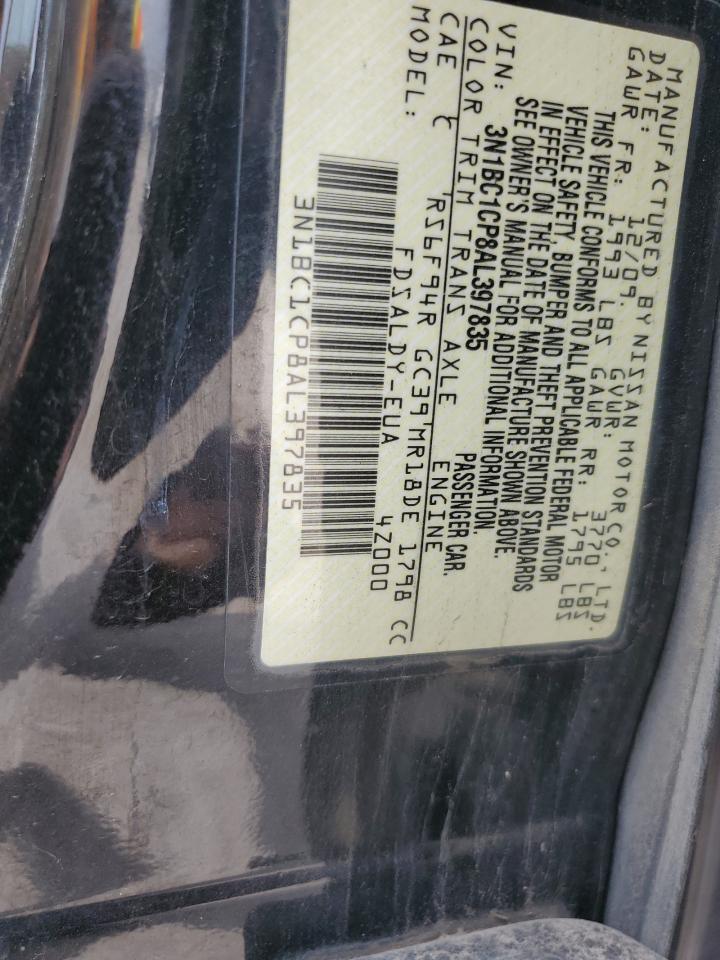 MANUFACTURED BY NISSAN MOTOR CO., LTD.
DATE: 12/09. GVWR: 3770 LBS
GAWR FR: 1993 LBS GAWR RR: 1795 LBS
THIS VEHICLE CONFORMS TO ALL APPLICABLE FEDERAL MOTOR
VEHICLE SAFETY, BUMPER AND THEFT PREVENTION STANDARDS
IN EFFECT ON THE DATE OF MANUFACTURE SHOWN ABOVE.
SEE OWNER'S MANUAL FOR ADDITIONAL INFORMATION.
VIN: 3N1BC1CP8AL397835 PASSENGER CAR.
COLOR TRIM TRANS AXLE ENGINE
CAE C RS6F94R GC39 MR18DE 1798 CC
MODEL: FDSALDY-EUA 4Z000
3N1BC1CP8AL397835